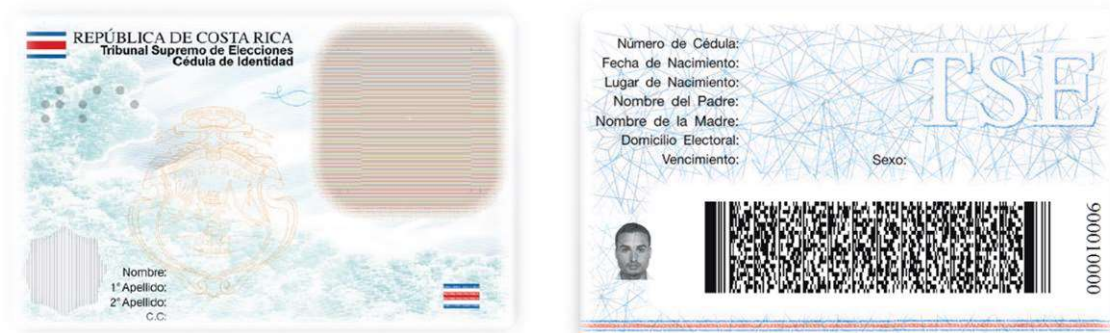 REPÚBLICA DE COSTA RICA
Tribunal Supremo de Elecciones
Cédula de Identidad
Nombre:
1° Apellido:
2° Apellido:
C.C:
Número de Cédula:
Fecha de Nacimiento:
Lugar de Nacimiento:
Nombre del Padre:
Nombre de la Madre:
Domicilio Electoral:
Vencimiento: Sexo:
TSE
000010006